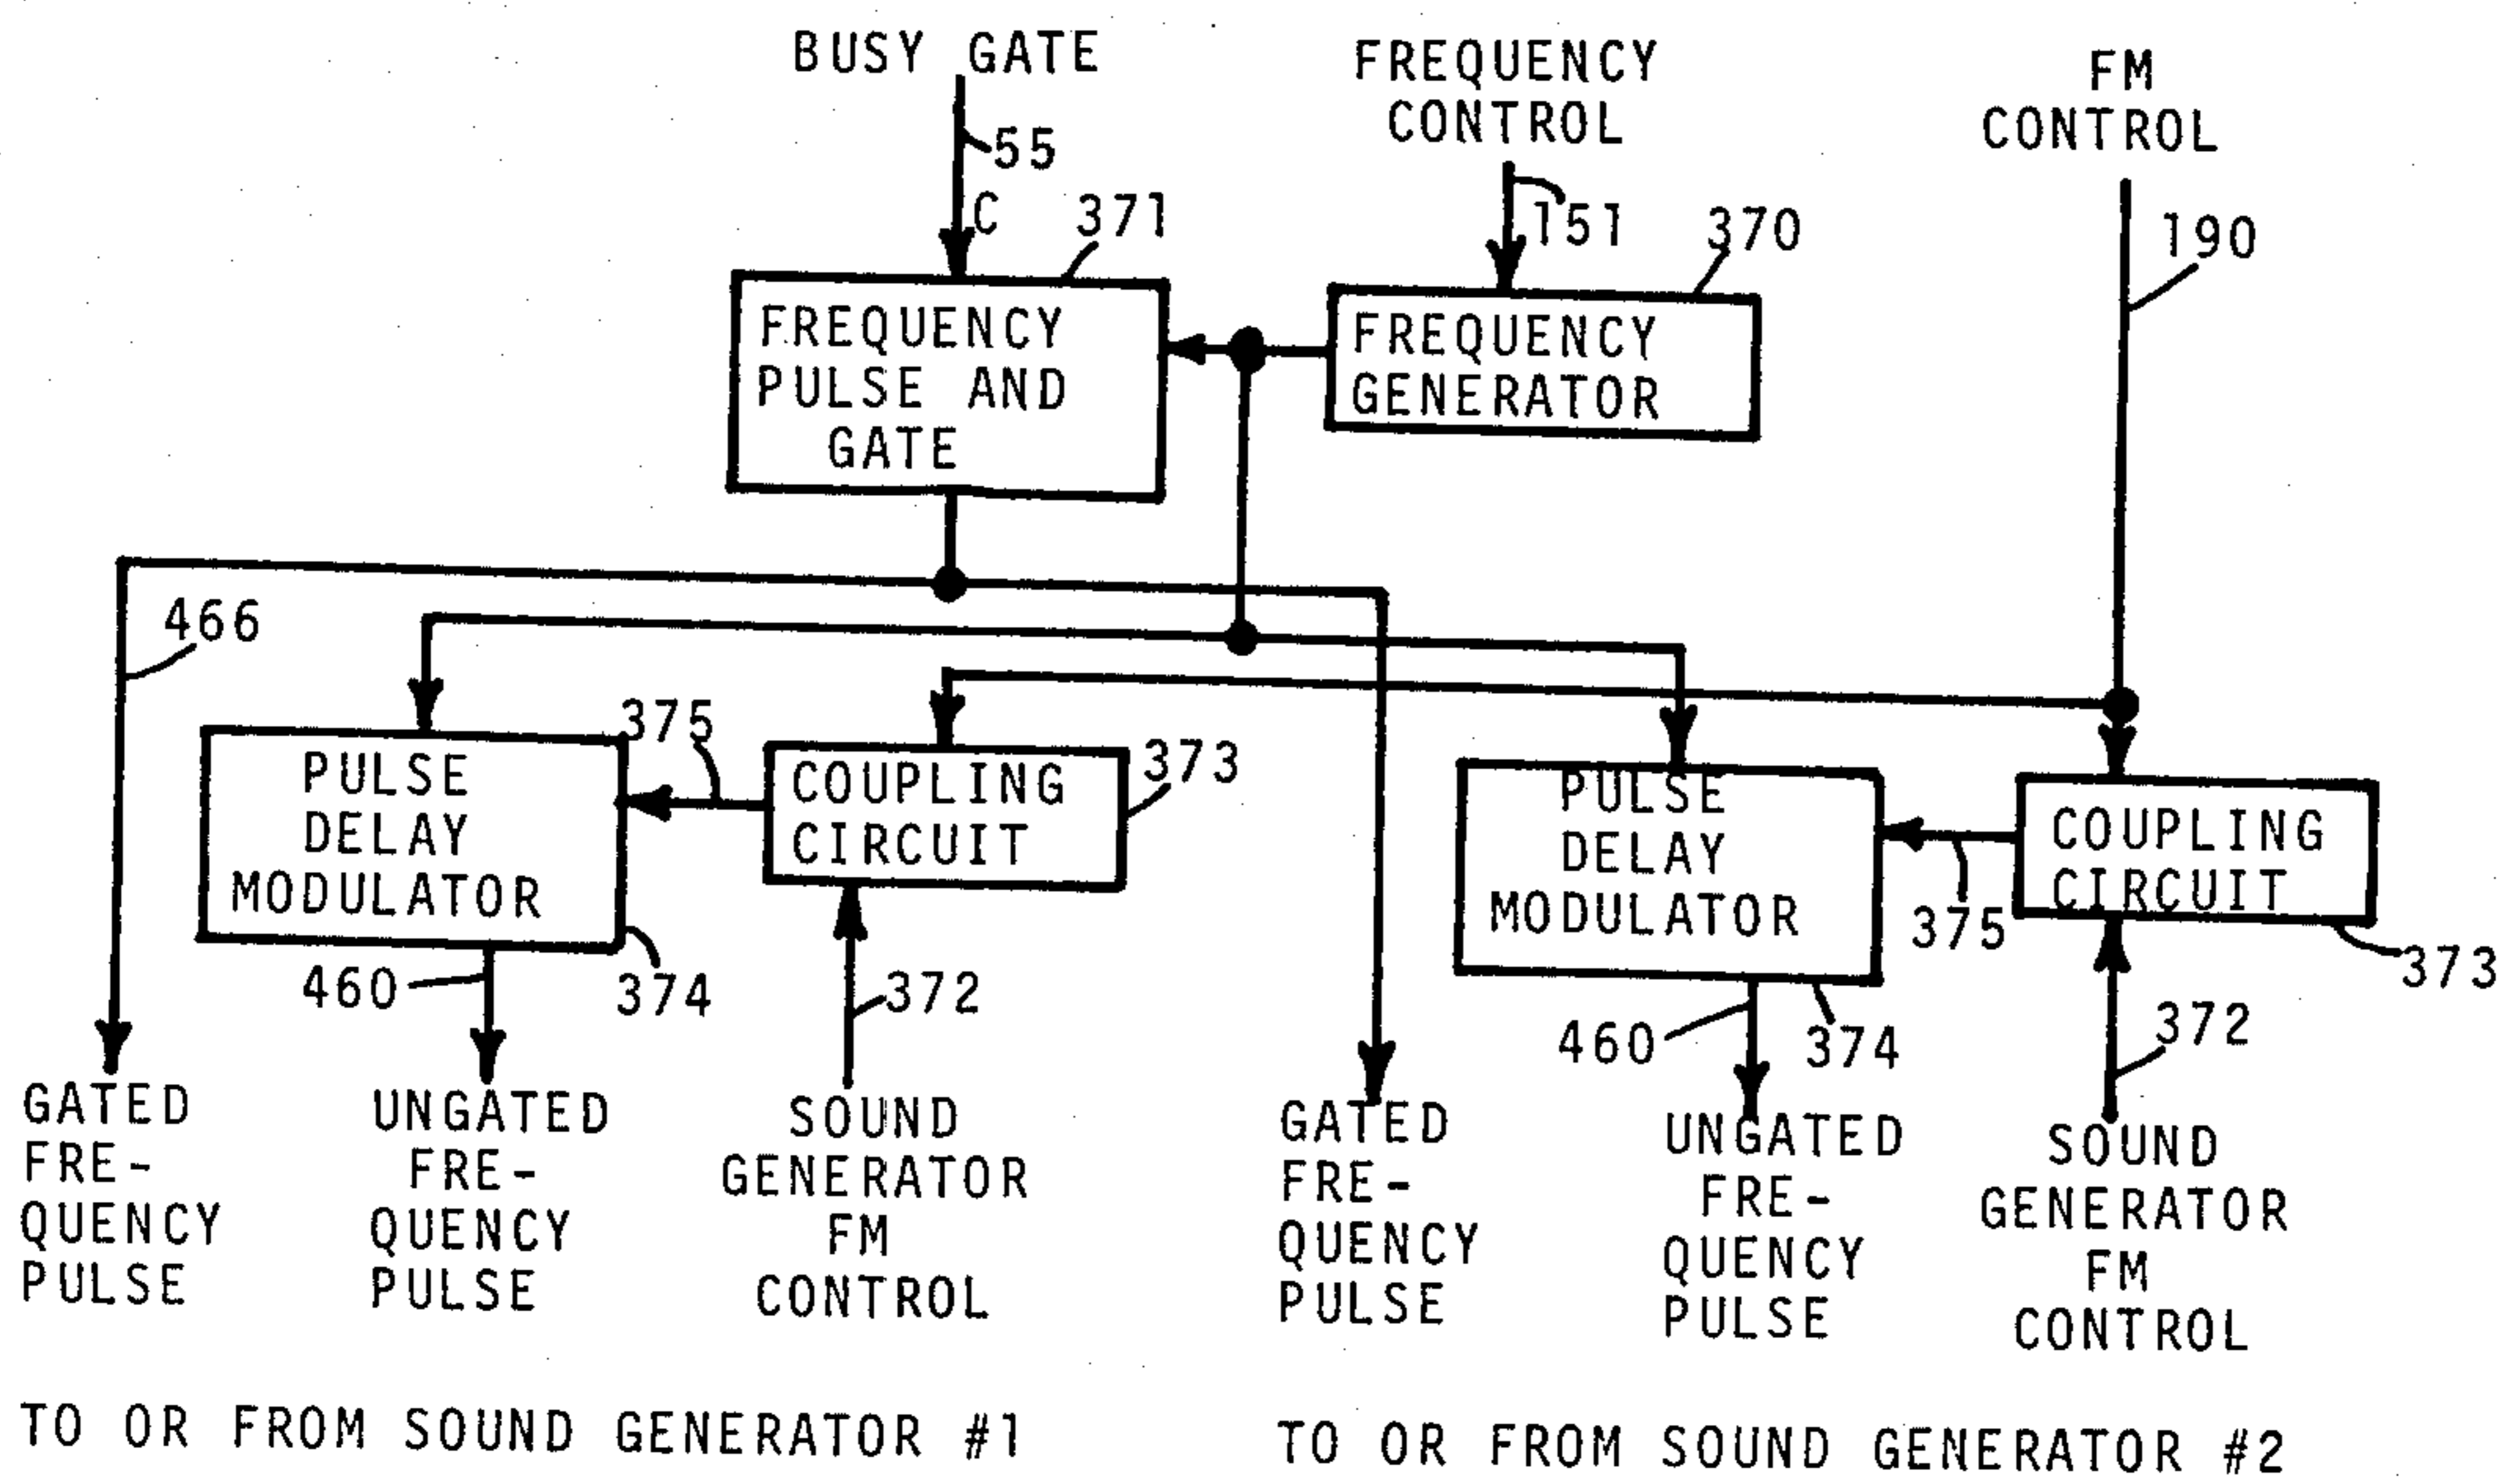 BUSY GATE
FREQUENCY
CONTROL
FM
CONTROL
55
C
371
151
370
190
FREQUENCY
PULSE AND
GATE
FREQUENCY
GENERATOR
466
375
373
PULSE
DELAY
MODULATOR
COUPLING
CIRCUIT
PULSE
DELAY
MODULATOR
COUPLING
CIRCUIT
375
373
460
374
372
460
374
372
GATED
FRE-
QUENCY
PULSE
UNGATED
FRE-
QUENCY
PULSE
SOUND
GENERATOR
FM
CONTROL
GATED
FRE-
QUENCY
PULSE
UNGATED
FRE-
QUENCY
PULSE
SOUND
GENERATOR
FM
CONTROL
TO OR FROM SOUND GENERATOR #1
TO OR FROM SOUND GENERATOR #2